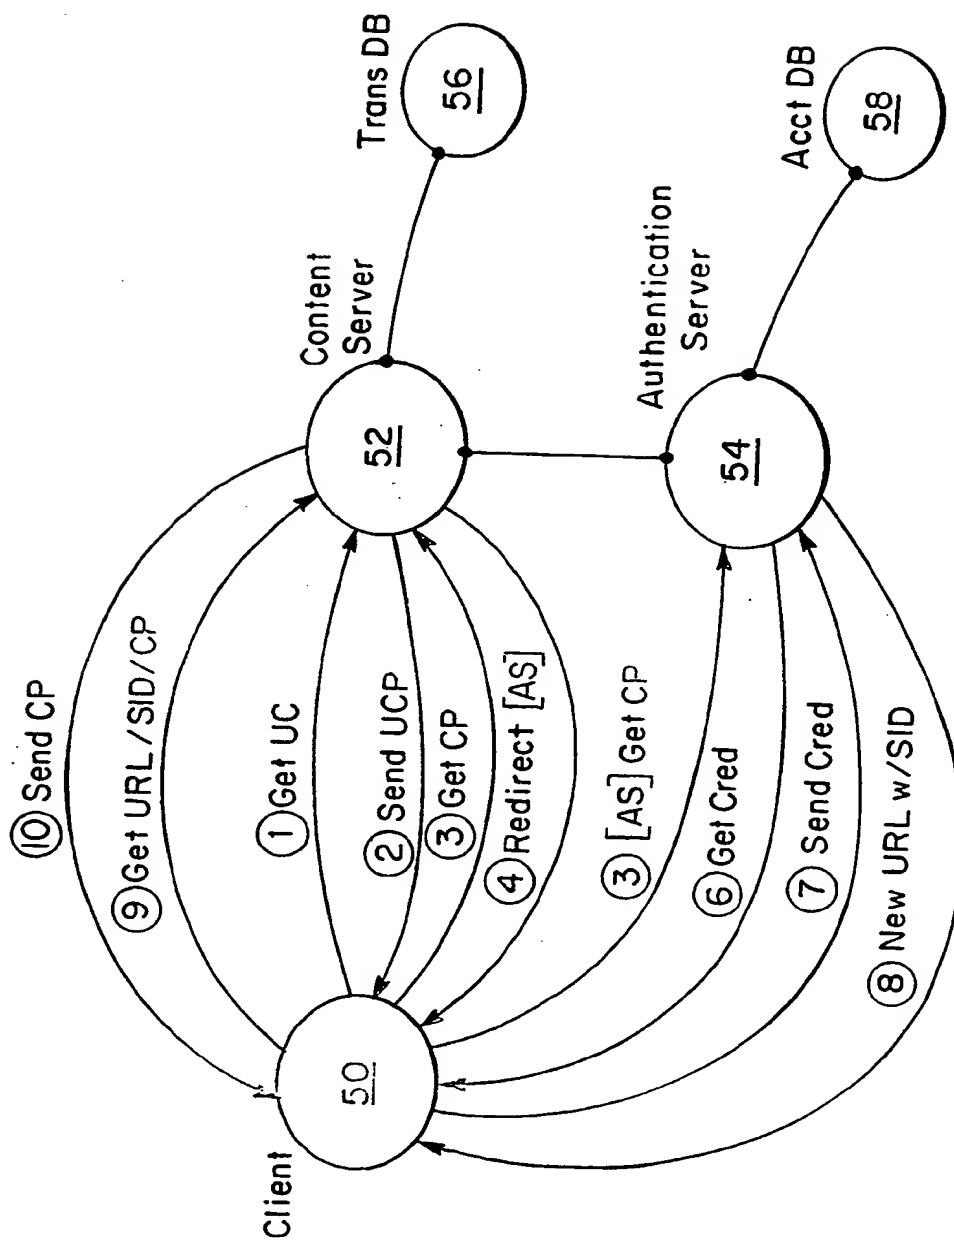 Client
50
Content
Server
52
Trans DB
56
Authentication
Server
54
Acct DB
58
⑩ Send CP
⑨ Get URL/SID/CP
① Get UC
② Send UCP
③ Get CP
④ Redirect [AS]
③ [AS] Get CP
⑥ Get Cred
⑦ Send Cred
⑧ New URL w/SID